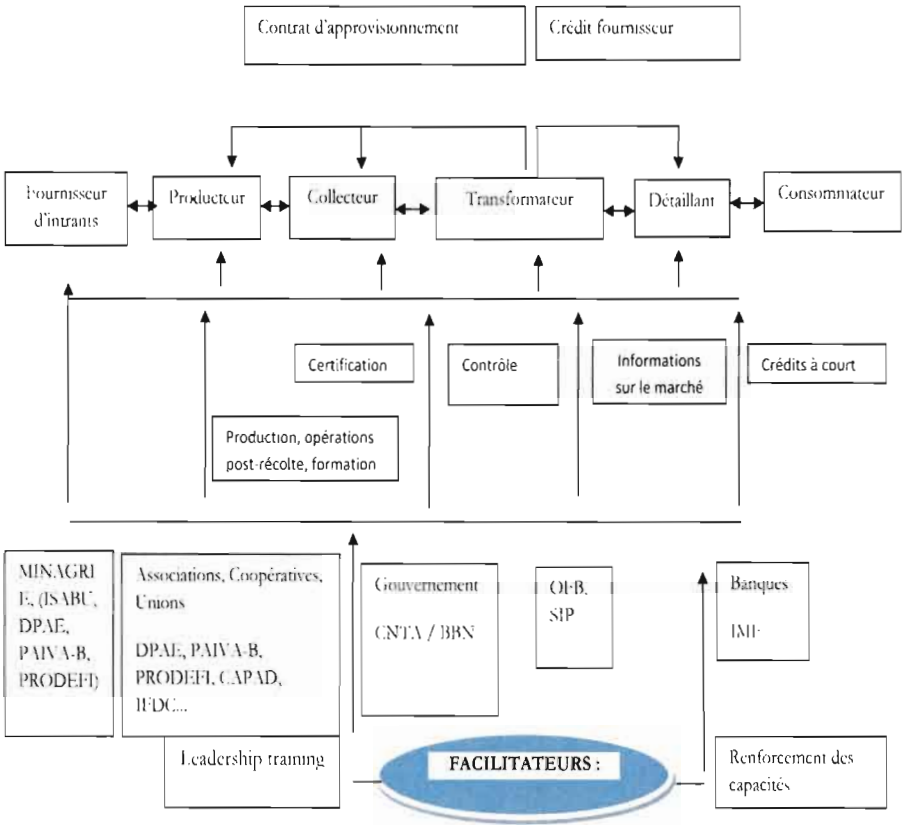 Contrat d'approvisionnement
Crédit fournisseur
Fournisseur
d'intrants
Producteur
Collecteur
Transformateur
Détaillant
Consommateur
Certification
Contrôle
Informations
sur le marché
Crédits à court
Production, opérations
post-récolte, formation
MINAGRI
E, (ISABU,
DPAE,
PAIVA-B,
PRODEFI)
Associations, Coopératives,
Unions
DPAE, PAIVA-B,
PRODEFI, CAPAD,
IFDC...
Gouvernement
CNTA / BBN
SIP
Banques
IMF
Leadership training
FACILITATEURS :
Renforcement des
capacités